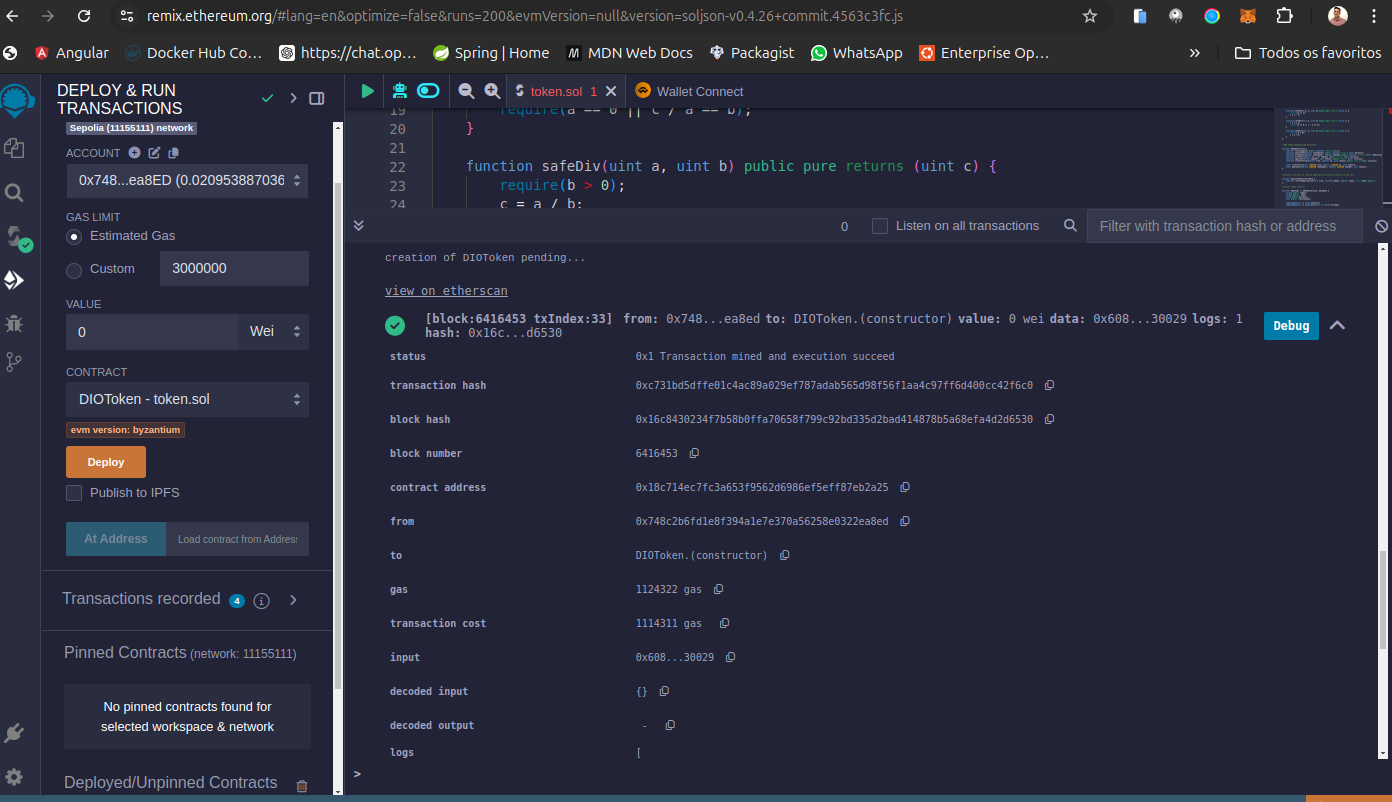 remix.ethereum.org/#lang=en&optimize=false&runs=200&evmVersion=null&version=soljson-v0.4.26+commit.4563c3fc.js
Angular
Docker Hub Co…
https://chat.op…
Spring | Home
MDN Web Docs
Packagist
WhatsApp
Enterprise Op…
»
Todos os favoritos
DEPLOY & RUN
TRANSACTIONS
Sepolia (11155111) network
ACCOUNT
0x748...ea8ED (0.020953887036
GAS LIMIT
Estimated Gas
Custom
3000000
VALUE
0
Wei
CONTRACT
DIOToken - token.sol
evm version: byzantium
Deploy
Publish to IPFS
At Address
Load contract from Address
Transactions recorded 4 i
Pinned Contracts (network: 11155111)
No pinned contracts found for
selected workspace & network
Deployed/Unpinned Contracts
token.sol 1
Wallet Connect
19 require(a == 0 || c / a == b);
20 }
21
22 function safeDiv(uint a, uint b) public pure returns (uint c) {
23 require(b > 0);
24 c = a / b;
0
Listen on all transactions
Filter with transaction hash or address
creation of DIOToken pending...
view on etherscan
[block:6416453 txIndex:33] from: 0x748...ea8ed to: DIOToken.(constructor) value: 0 wei data: 0x608...30029 logs: 1
hash: 0x16c...d6530
Debug
status 0x1 Transaction mined and execution succeed
transaction hash 0xc731bd5dffe01c4ac89a029ef787adab565d98f56f1aa4c97ff6d400cc42f6c0
block hash 0x16c8430234f7b58b0ffa70658f799c92bd335d2bad414878b5a68efa4d2d6530
block number 6416453
contract address 0x18c714ec7fc3a653f9562d6986ef5eff87eb2a25
from 0x748c2b6fd1e8f394a1e7e370a56258e0322ea8ed
to DIOToken.(constructor)
gas 1124322 gas
transaction cost 1114311 gas
input 0x608...30029
decoded input {}
decoded output -
logs [
>